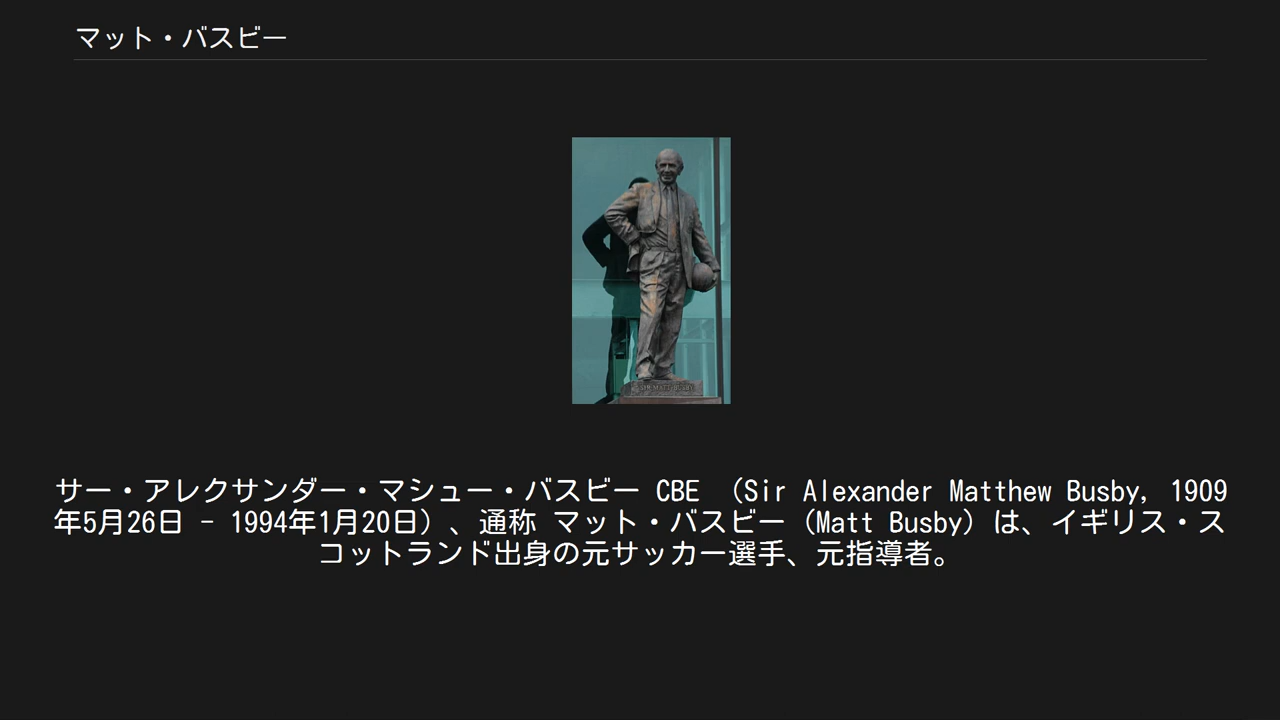 マット・バスビー
SIR MATT BUSBY
サー・アレクサンダー・マシュー・バスビー CBE （Sir Alexander Matthew Busby, 1909
年5月26日 - 1994年1月20日）、通称 マット・バスビー（Matt Busby）は、イギリス・ス
コットランド出身の元サッカー選手、元指導者。